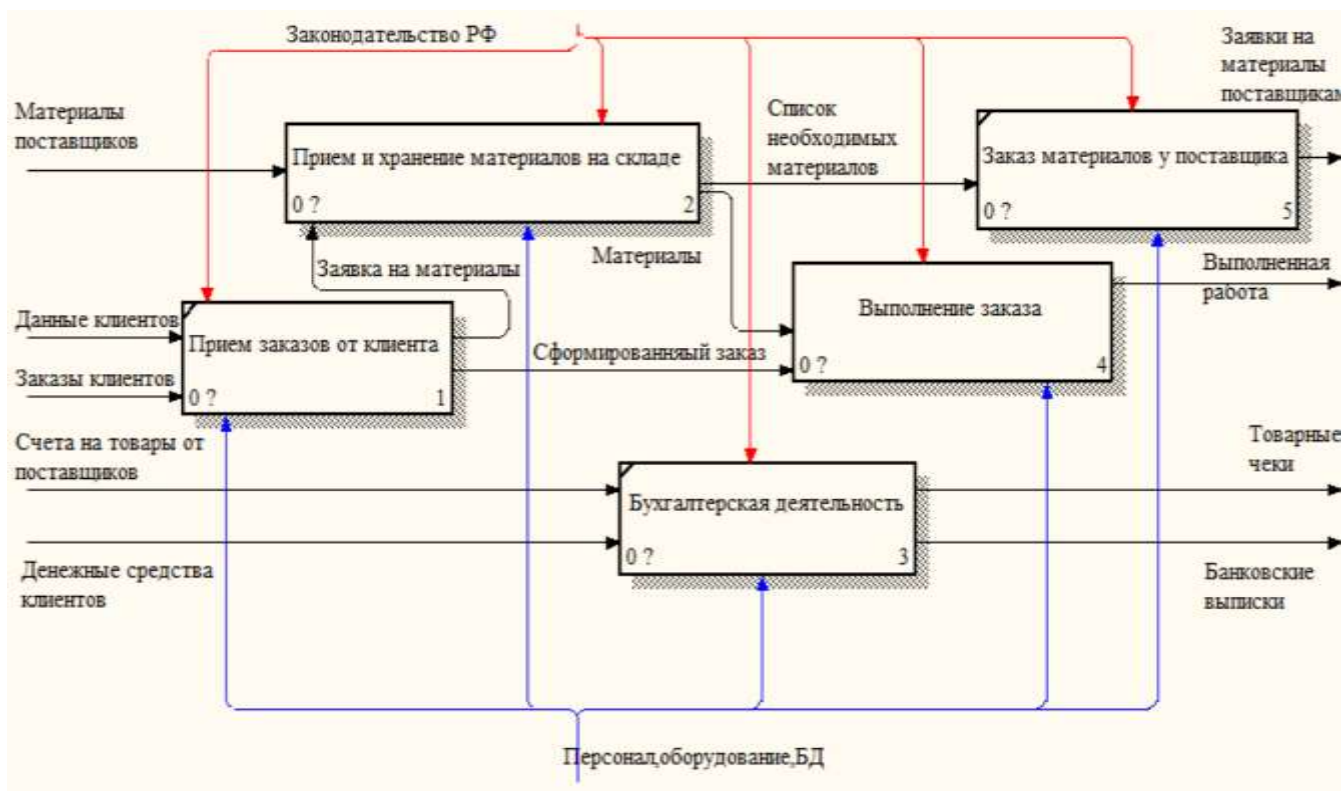 Законодательство РФ
Заявки на
материалы
поставщикам
Материалы
поставщиков
Список
необходимых
материалов
Прием и хранение материалов на складе
0 ?
2
Заказ материалов у поставщика
0 ?
5
Заявка на материалы
Материалы
Выполненная
работа
Выполнение заказа
0 ?
4
Данные клиентов
Заказы клиентов
Прием заказов от клиента
0 ?
1
Сформированняый заказ
Счета на товары от
поставщиков
Товарные
чеки
Бухгалтерская деятельность
0 ?
3
Денежные средства
клиентов
Банковские
выписки
Персонал,оборудование,БД